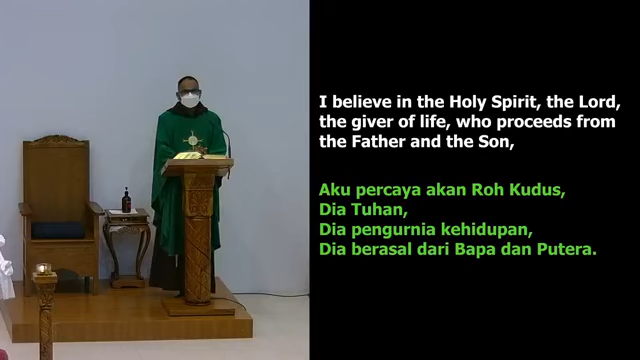 I believe in the Holy Spirit, the Lord,
the giver of life, who proceeds from
the Father and the Son,
Aku percaya akan Roh Kudus,
Dia Tuhan,
Dia pengurnia kehidupan,
Dia berasal dari Bapa dan Putera.